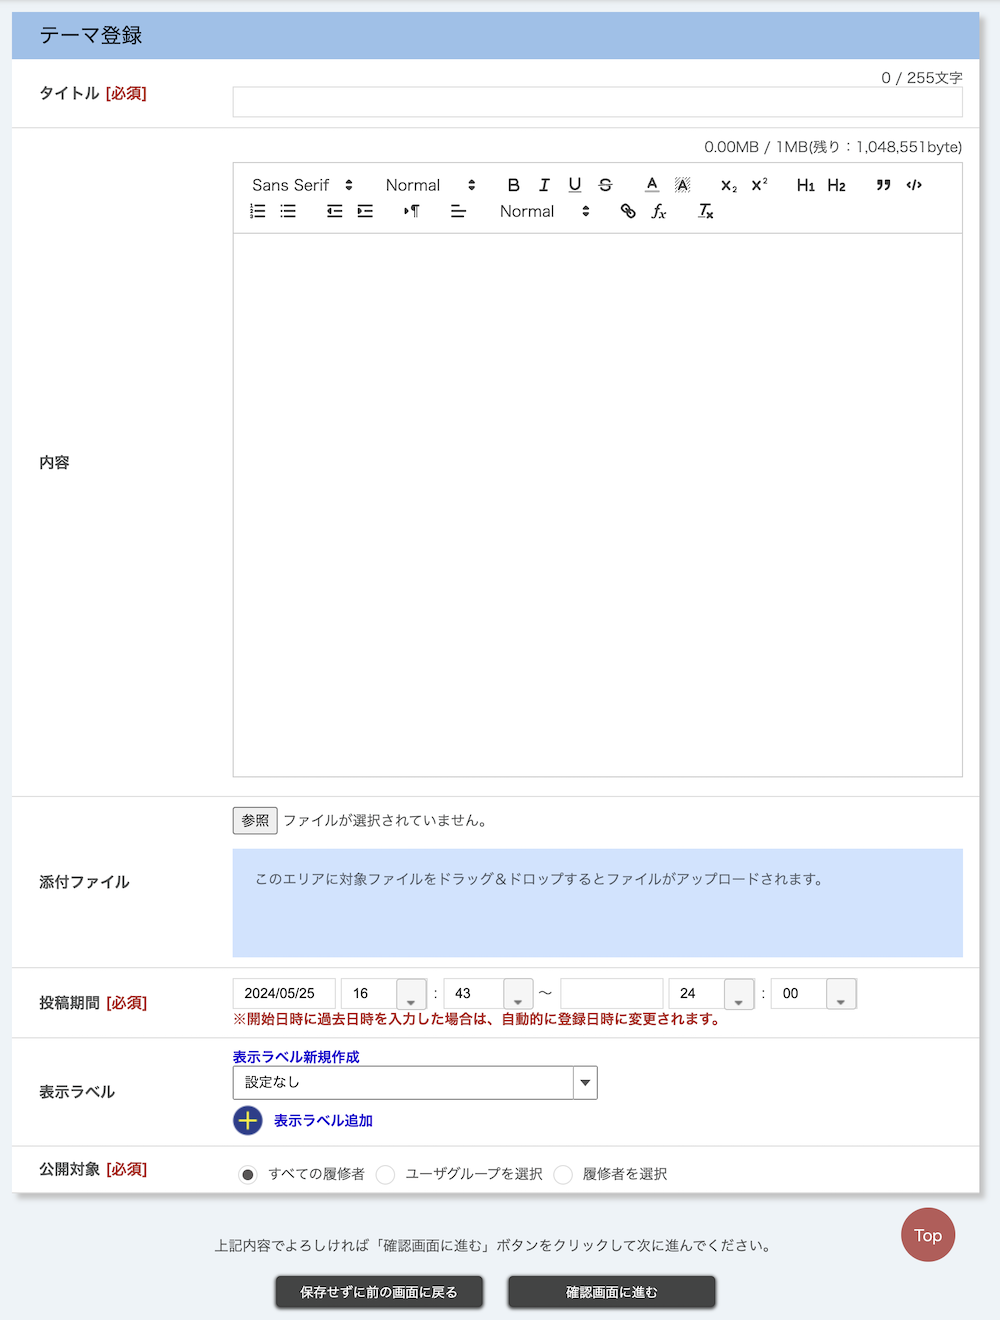 テーマ登録
0 / 255文字
タイトル [必須]
0.00MB / 1MB(残り：1,048,551byte)
Sans Serif Normal B I U S A A x₂ x² H1 H2 ” </>
Normal fx Tx
内容
参照 ファイルが選択されていません。
添付ファイル
このエリアに対象ファイルをドラッグ＆ドロップするとファイルがアップロードされます。
投稿期間 [必須] 2024/05/25 16 : 43 ～ 24 : 00
※開始日時に過去日時を入力した場合は、自動的に登録日時に変更されます。
表示ラベル新規作成
表示ラベル 設定なし
表示ラベル追加
公開対象 [必須] すべての履修者 ユーザグループを選択 履修者を選択
Top
上記内容でよろしければ「確認画面に進む」ボタンをクリックして次に進んでください。
保存せずに前の画面に戻る 確認画面に進む